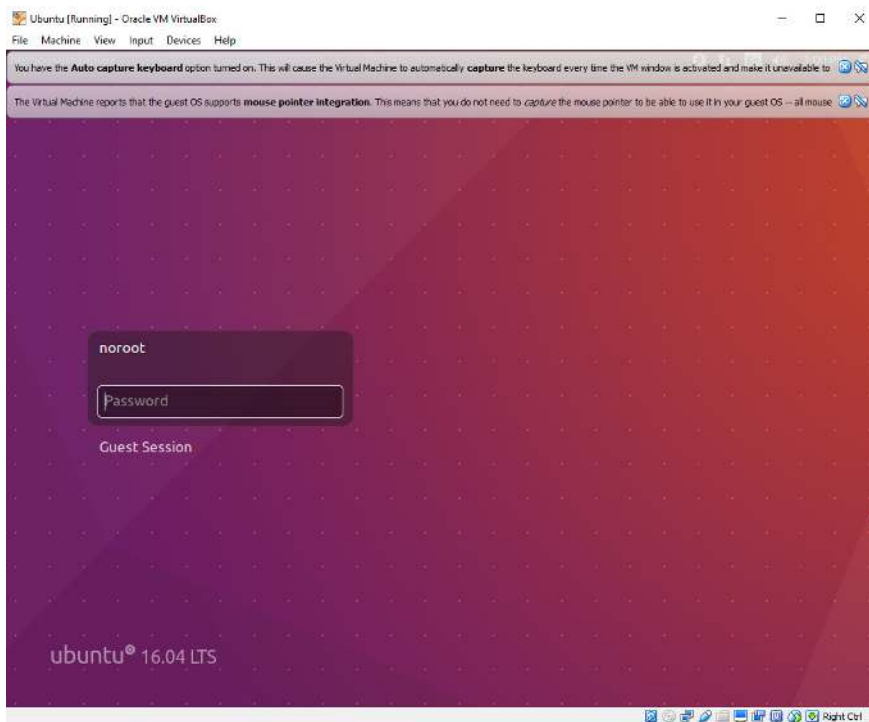 Ubuntu [Running] - Oracle VM VirtualBox
File Machine View Input Devices Help
You have the Auto capture keyboard option turned on. This will cause the Virtual Machine to automatically capture the keyboard every time the VM window is activated and make it unavailable to
The Virtual Machine reports that the guest OS supports mouse pointer integration. This means that you do not need to capture the mouse pointer to be able to use it in your guest OS -- all mouse
noroot
Password
Guest Session
ubuntu® 16.04 LTS
Right Ctrl